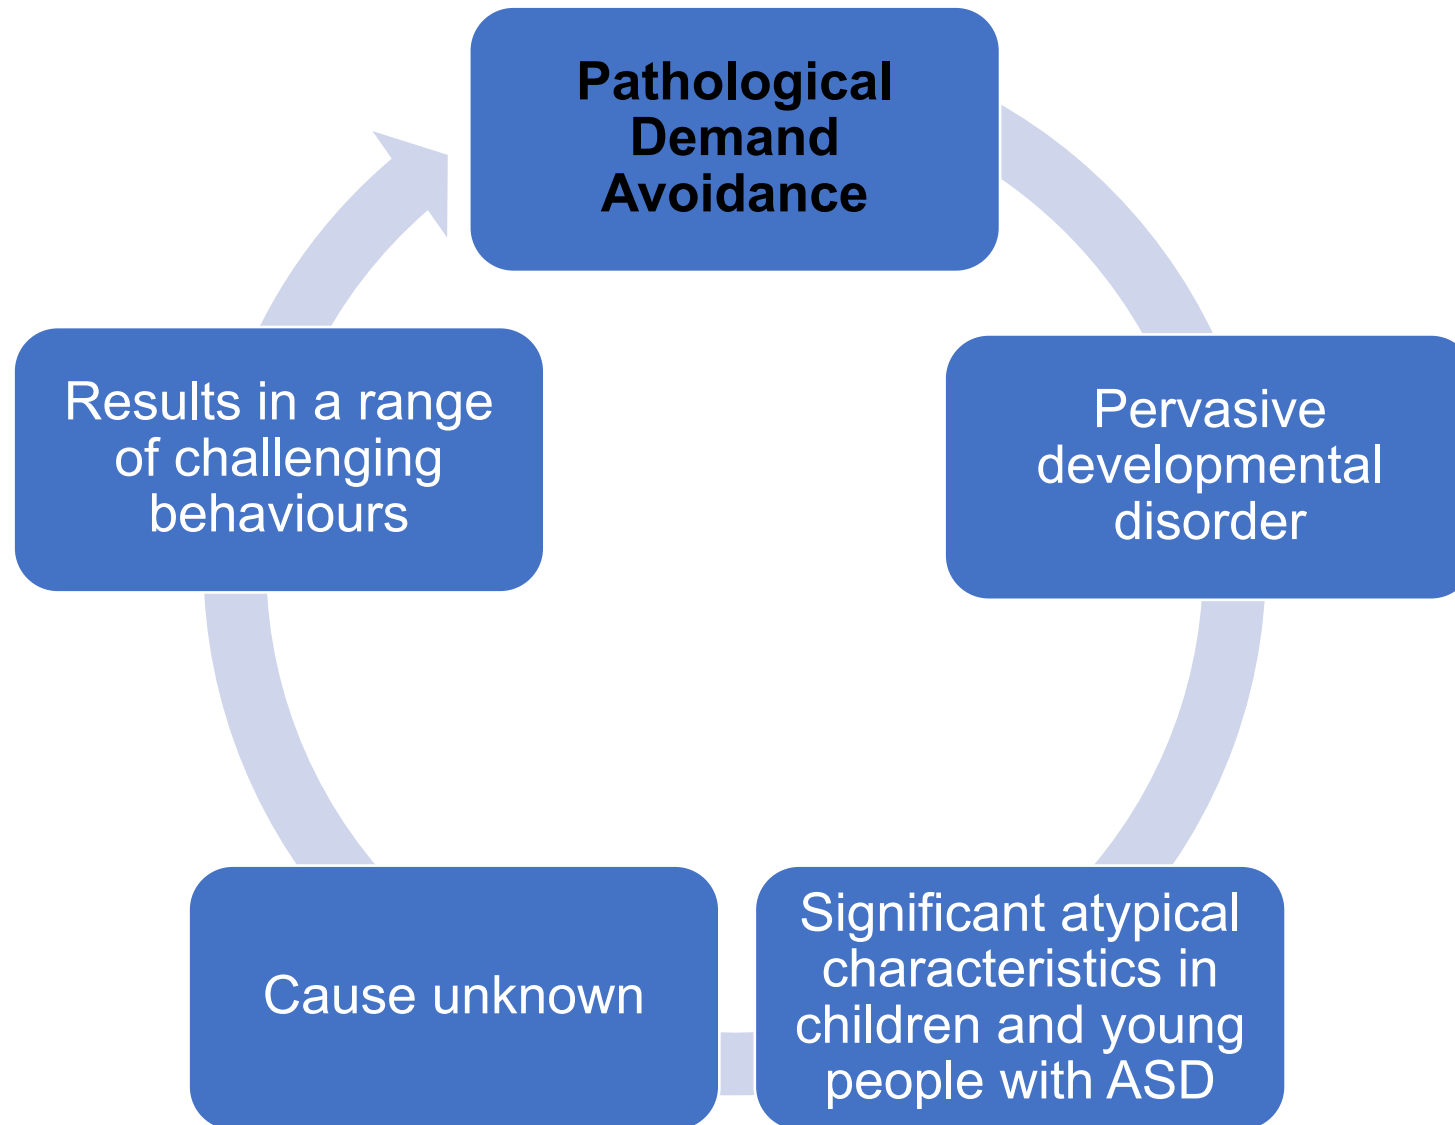 Pathological
Demand
Avoidance
Pervasive
developmental
disorder
Significant atypical
characteristics in
children and young
people with ASD
Cause unknown
Results in a range
of challenging
behaviours